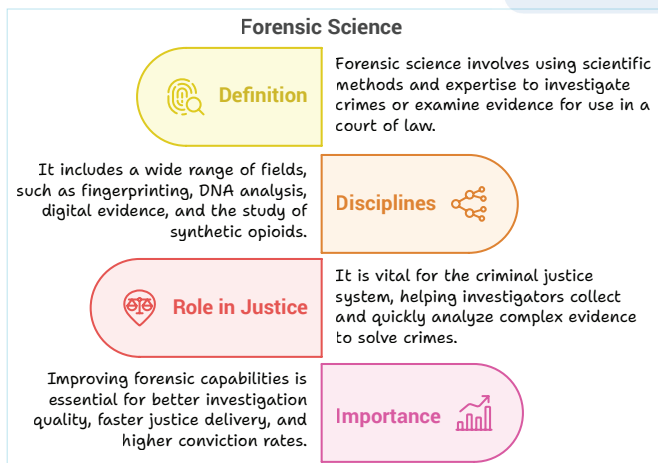 Forensic Science
Definition
Forensic science involves using scientific
methods and expertise to investigate
crimes or examine evidence for use in a
court of law.
It includes a wide range of fields,
such as fingerprinting, DNA analysis,
digital evidence, and the study of
synthetic opioids.
Disciplines
Role in Justice
It is vital for the criminal justice
system, helping investigators collect
and quickly analyze complex evidence
to solve crimes.
Improving forensic capabilities is
essential for better investigation
quality, faster justice delivery, and
higher conviction rates.
Importance